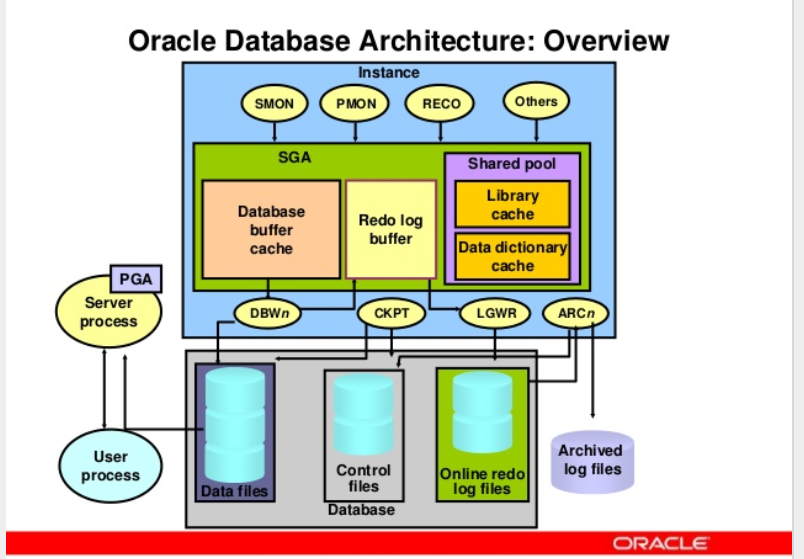 Oracle Database Architecture: Overview
Instance
SMON
PMON
RECO
Others
SGA
Shared pool
Database
buffer
cache
Redo log
buffer
Library
cache
Data dictionary
cache
PGA
Server
process
DBWn
CKPT
LGWR
ARCn
User
process
Data files
Control
files
Online redo
log files
Archived
log files
Database
ORACLE